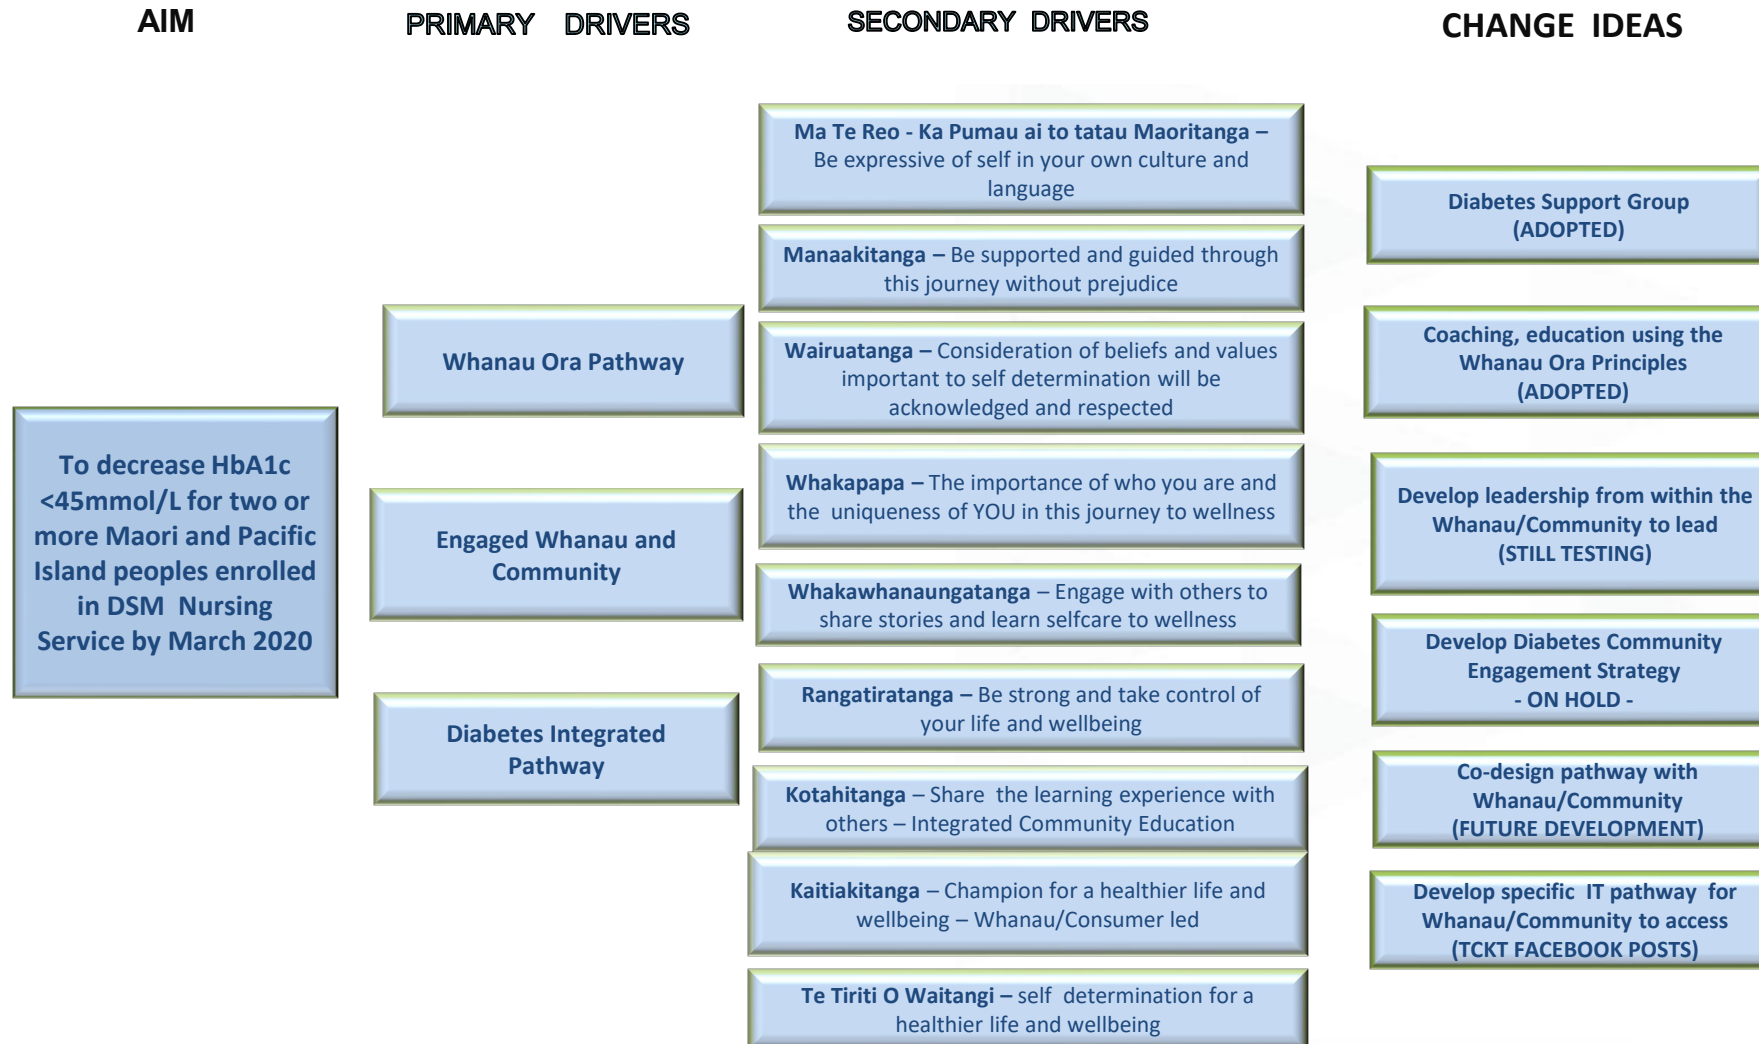 AIM
PRIMARY DRIVERS
SECONDARY DRIVERS
CHANGE IDEAS
To decrease HbA1c
<45mmol/L for two or
more Maori and Pacific
Island peoples enrolled
in DSM Nursing
Service by March 2020
Whanau Ora Pathway
Engaged Whanau and
Community
Diabetes Integrated
Pathway
Ma Te Reo - Ka Pumau ai to tatau Maoritanga –
Be expressive of self in your own culture and
language
Manaakitanga – Be supported and guided through
this journey without prejudice
Wairuatanga – Consideration of beliefs and values
important to self determination will be
acknowledged and respected
Whakapapa – The importance of who you are and
the uniqueness of YOU in this journey to wellness
Whakawhanaungatanga – Engage with others to
share stories and learn selfcare to wellness
Rangatiratanga – Be strong and take control of
your life and wellbeing
Kotahitanga – Share the learning experience with
others – Integrated Community Education
Kaitiakitanga – Champion for a healthier life and
wellbeing – Whanau/Consumer led
Te Tiriti O Waitangi – self determination for a
healthier life and wellbeing
Diabetes Support Group
(ADOPTED)
Coaching, education using the
Whanau Ora Principles
(ADOPTED)
Develop leadership from within the
Whanau/Community to lead
(STILL TESTING)
Develop Diabetes Community
Engagement Strategy
- ON HOLD -
Co-design pathway with
Whanau/Community
(FUTURE DEVELOPMENT)
Develop specific IT pathway for
Whanau/Community to access
(TCKT FACEBOOK POSTS)